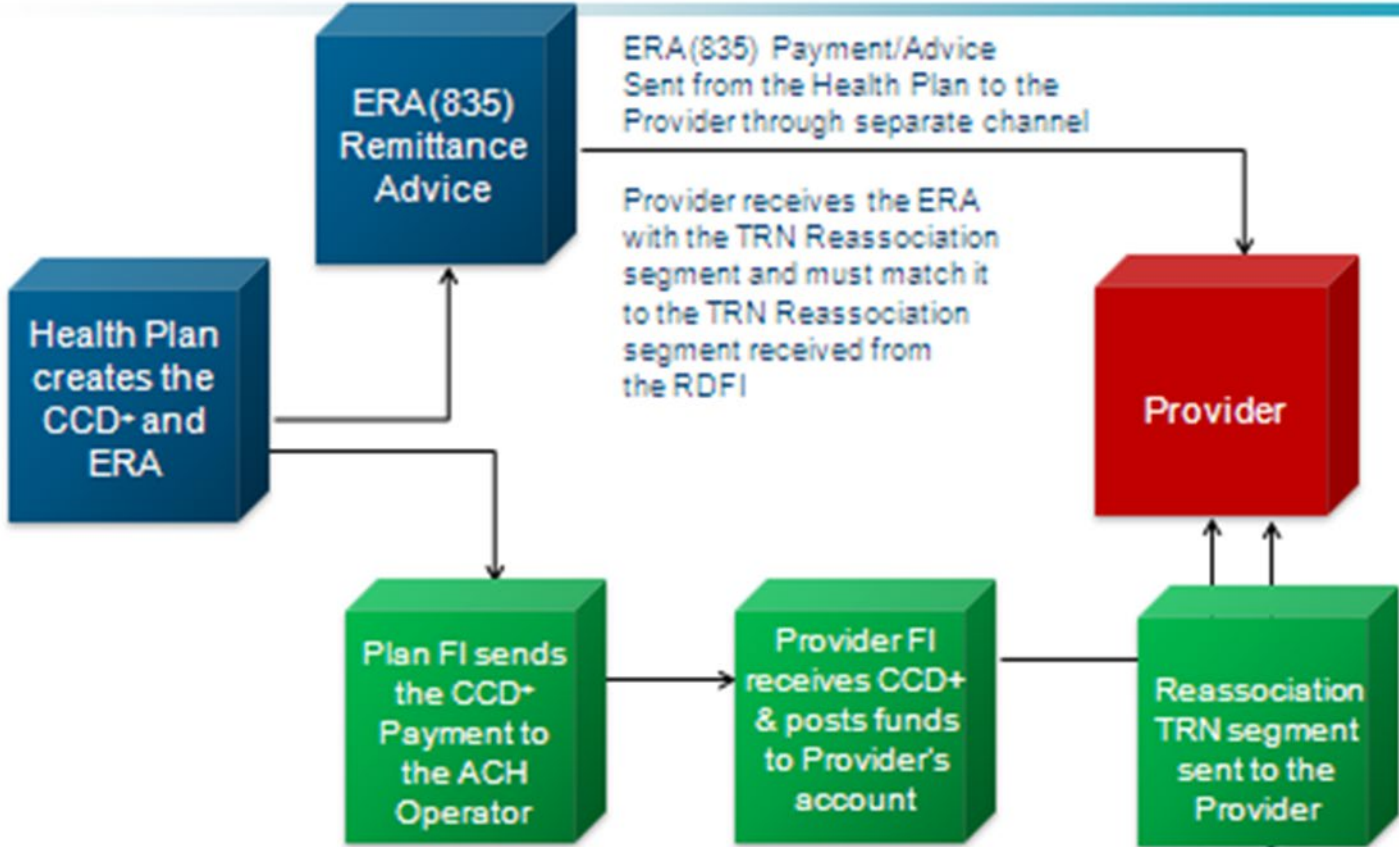 ERA(835)
Remittance
Advice
ERA(835) Payment/Advice
Sent from the Health Plan to the
Provider through separate channel
Provider receives the ERA
with the TRN Reassociation
segment and must match it
to the TRN Reassociation
segment received from
the RDFI
Health Plan
creates the
CCD+ and
ERA
Provider
Plan FI sends
the CCD+
Payment to
the ACH
Operator
Provider FI
receives CCD+
& posts funds
to Provider's
account
Reassociation
TRN segment
sent to the
Provider